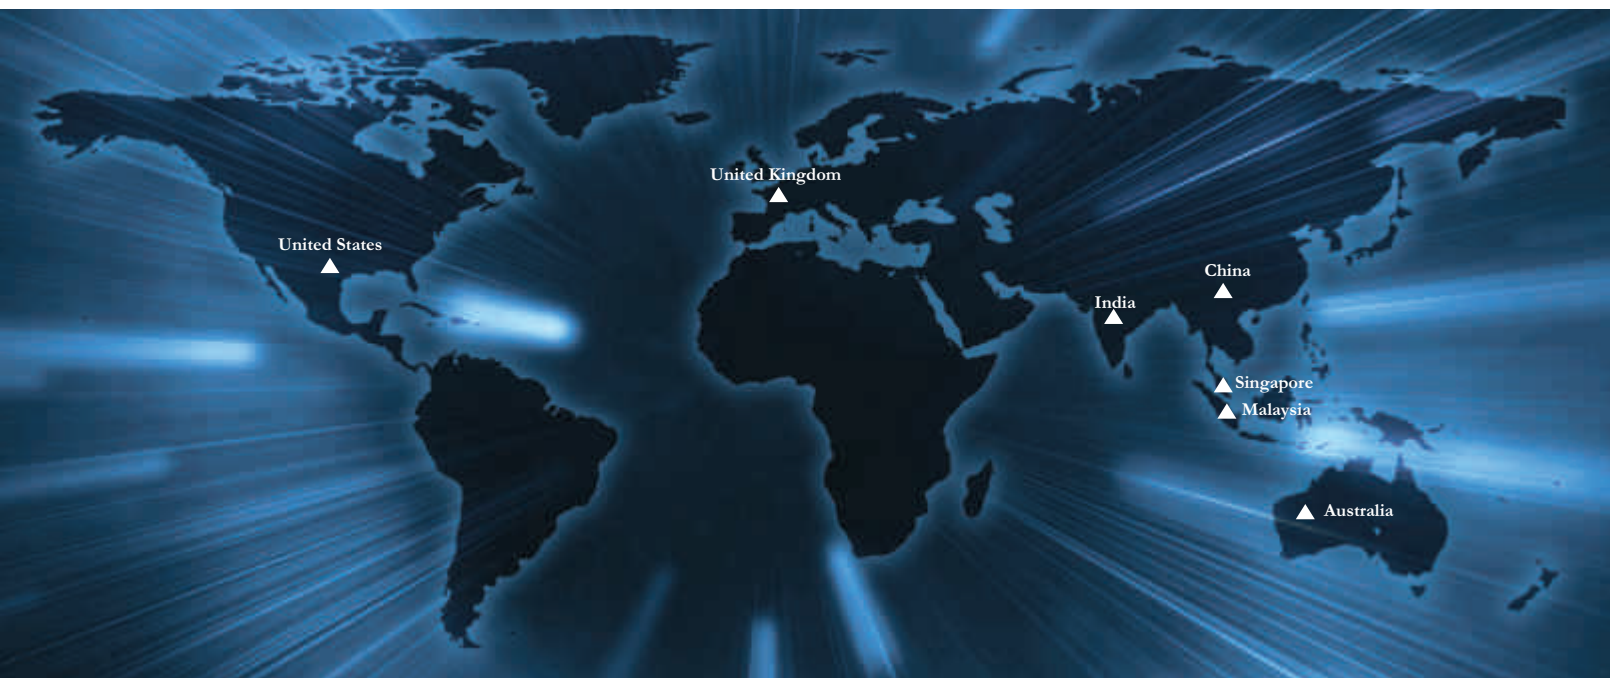 United Kingdom
United States
China
India
Singapore
Malaysia
Australia